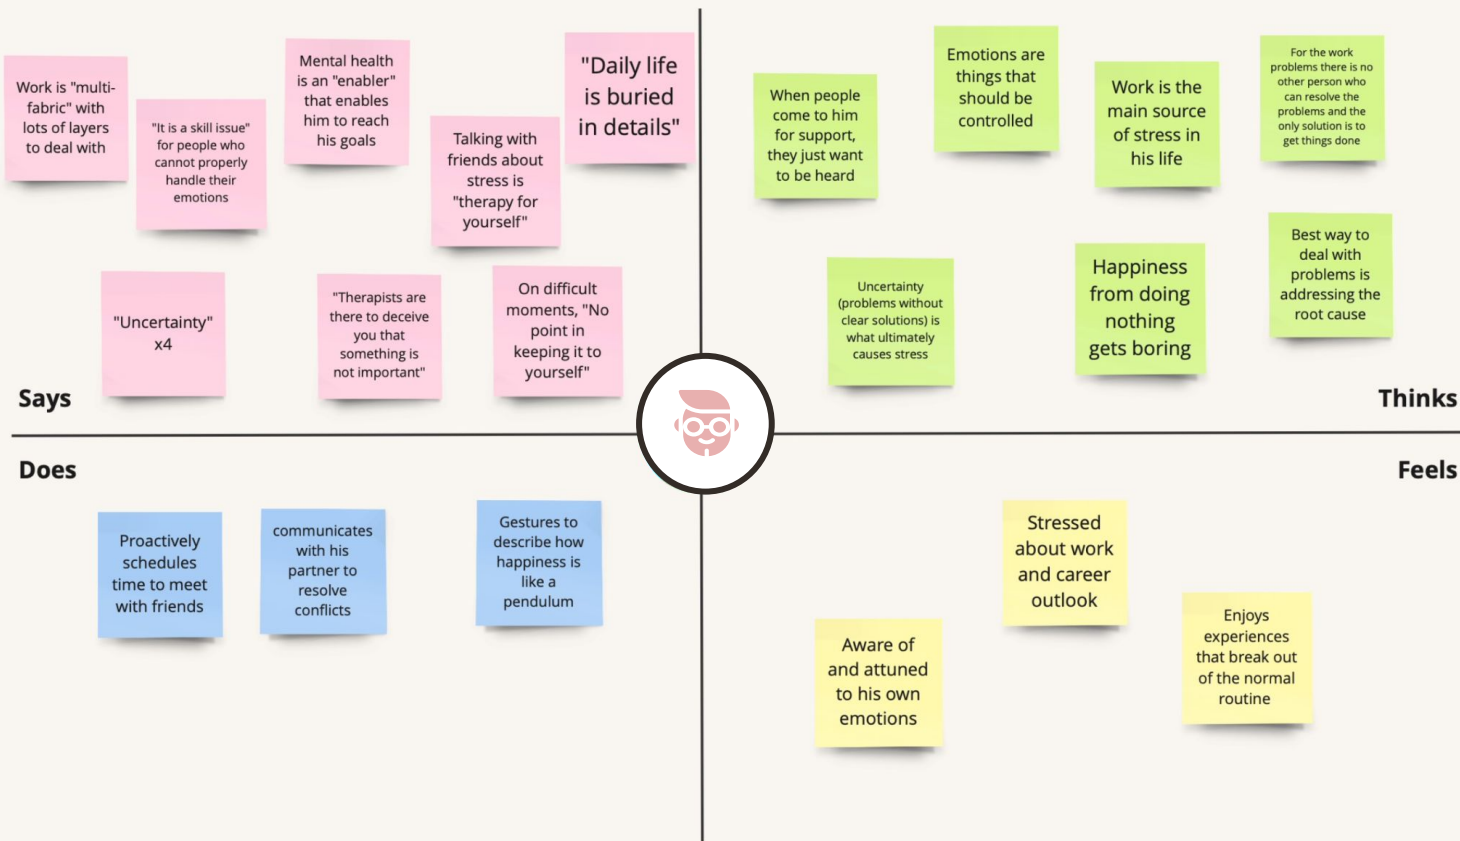 Work is "multi-
fabric" with
lots of layers
to deal with
"It is a skill issue"
for people who
cannot properly
handle their
emotions
Mental health
is an "enabler"
that enables
him to reach
his goals
Talking with
friends about
stress is
"therapy for
yourself"
"Daily life
is buried
in details"
"Uncertainty"
x4
"Therapists are
there to deceive
you that
something is
not important"
On difficult
moments, "No
point in
keeping it to
yourself"
Says
When people
come to him
for support,
they just want
to be heard
Emotions are
things that
should be
controlled
Work is the
main source
of stress in
his life
For the work
problems there is no
other person who
can resolve the
problems and the
only solution is to
get things done
Uncertainty
(problems without
clear solutions) is
what ultimately
causes stress
Happiness
from doing
nothing
gets boring
Best way to
deal with
problems is
addressing the
root cause
Thinks
Does
Proactively
schedules
time to meet
with friends
communicates
with his
partner to
resolve
conflicts
Gestures to
describe how
happiness is
like a
pendulum
Feels
Stressed
about work
and career
outlook
Aware of
and attuned
to his own
emotions
Enjoys
experiences
that break out
of the normal
routine